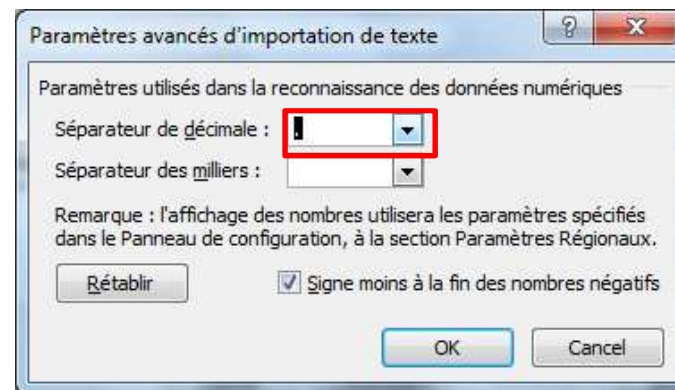 Paramètres avancés d'importation de texte
Paramètres utilisés dans la reconnaissance des données numériques
Séparateur de décimale :
Séparateur des milliers :
Remarque : l'affichage des nombres utilisera les paramètres spécifiés
dans le Panneau de configuration, à la section Paramètres Régionaux.
Rétablir Signe moins à la fin des nombres négatifs
OK Cancel